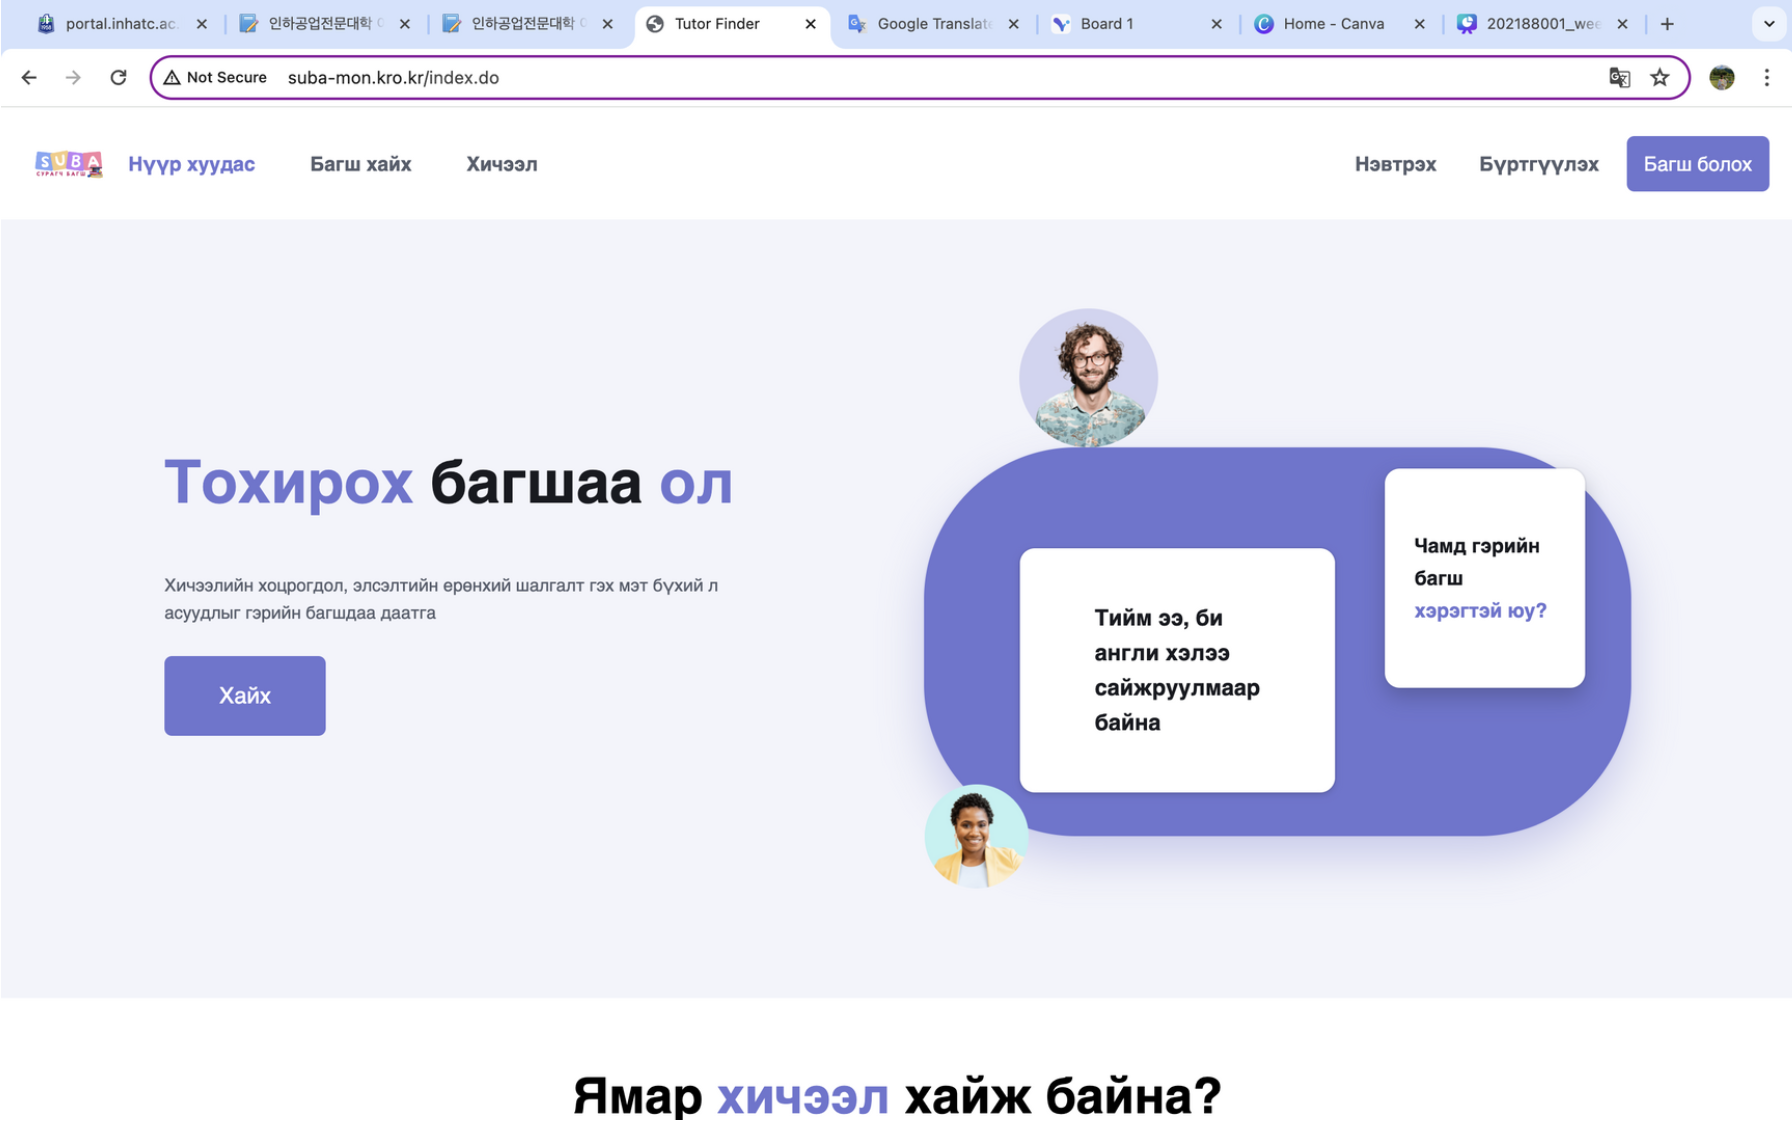 portal.inhatc.ac.
인하공업전문대학
인하공업전문대학
Tutor Finder
Google Translate
Board 1
Home - Canva
202188001_wee
Not Secure suba-mon.kro.kr/index.do
SUBA
СУРАГЧ БАГШ
Нүүр хуудас
Багш хайх
Хичээл
Нэвтрэх
Бүртгүүлэх
Багш болох
Тохирох багшаа ол
Хичээлийн хоцрогдол, элсэлтийн ерөнхий шалгалт гэх мэт бүхий л
асуудлыг гэрийн багшдаа даатга
Хайх
Чамд гэрийн
багш
хэрэгтэй юу?
Тийм ээ, би
англи хэлээ
сайжруулмаар
байна
Ямар хичээл хайж байна?